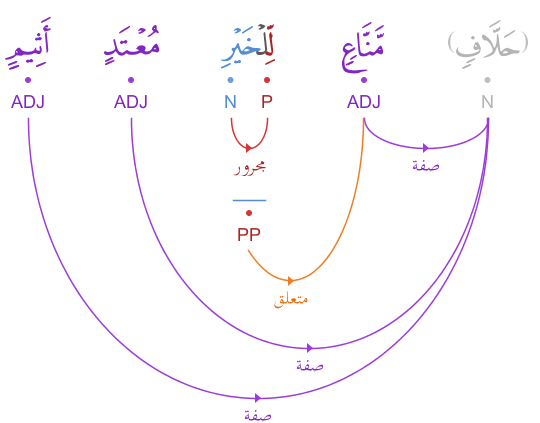 (حَلَّافٍ) مَّنَّاعٍ لِّلْخَيْرِ مُعْتَدٍ أَثِيمٍ
N ADJ P N ADJ ADJ
صفة
مجرور
PP
متعلق
صفة
صفة